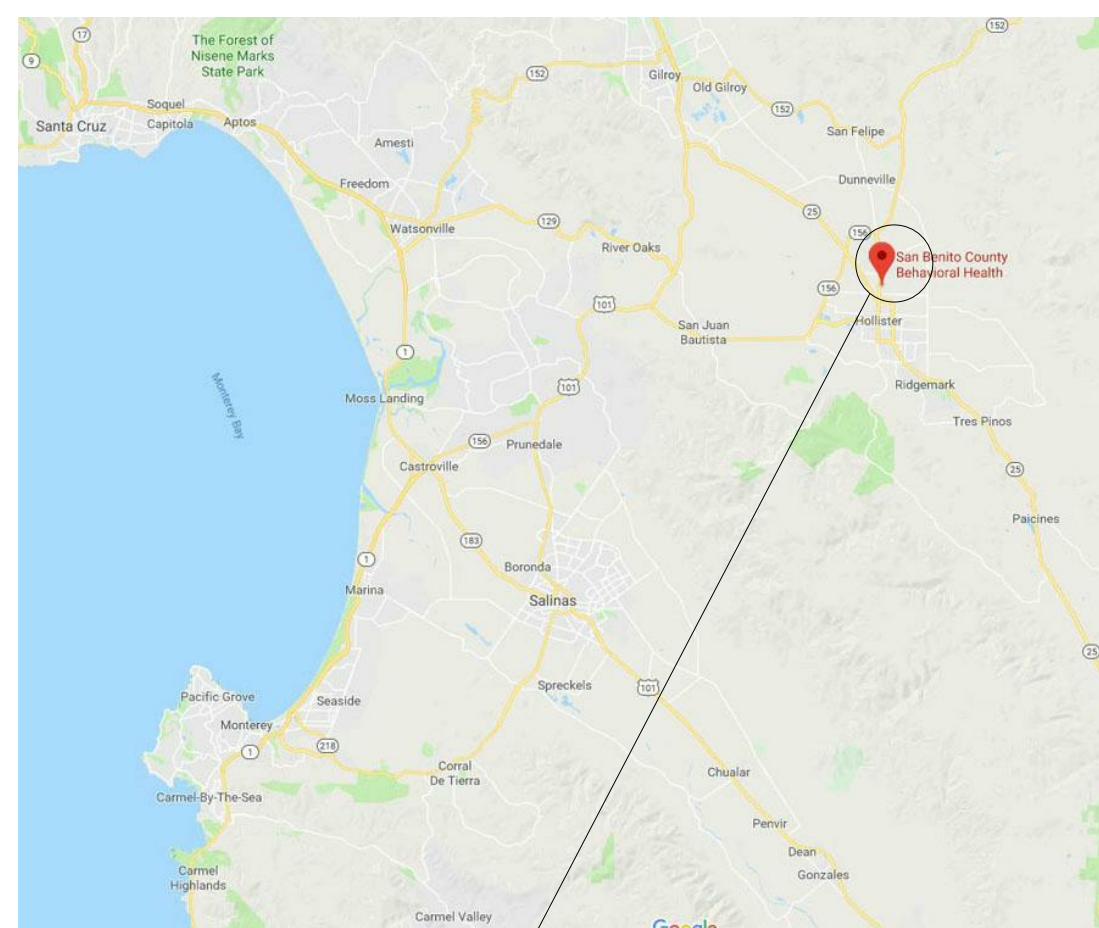 152
17
The Forest of
Nisene Marks
State Park
9
152
Gilroy
Old Gilroy
Soquel
152
Santa Cruz
Capitola
Aptos
San Felipe
Amesti
Freedom
Dunneville
25
129
Watsonville
156
River Oaks
San Benito County
Behavioral Health
156
101
San Juan
Bautista
Hollister
1
101
Ridgemark
Monterey Bay
Moss Landing
Tres Pinos
156
Prunedale
Castroville
25
Paicines
183
1
Boronda
Marina
Salinas
25
Spreckels
101
Pacific Grove
Seaside
Monterey
218
1
Corral
De Tierra
Chualar
Carmel-By-The-Sea
Penvir
Dean
Carmel
Highlands
Gonzales
Carmel Valley
Google